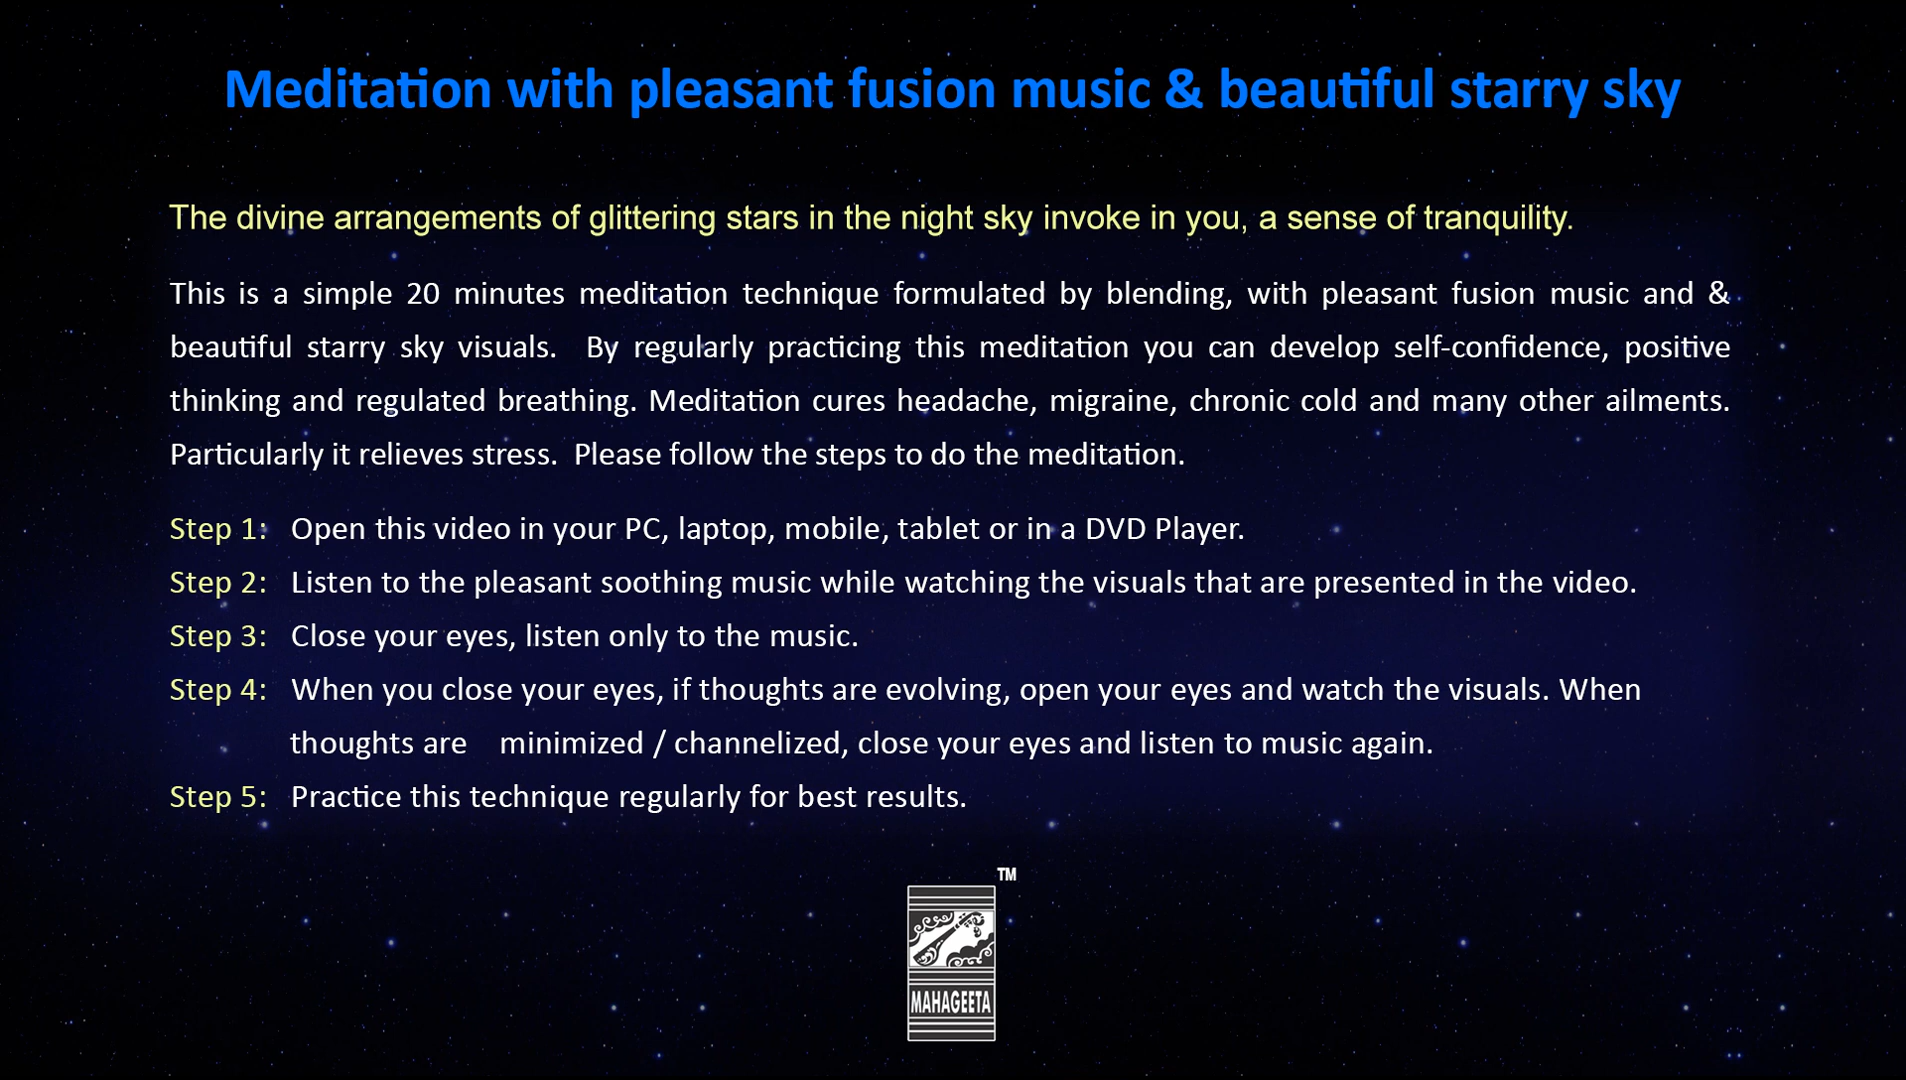 Meditation with pleasant fusion music & beautiful starry sky
The divine arrangements of glittering stars in the night sky invoke in you, a sense of tranquility.
This is a simple 20 minutes meditation technique formulated by blending, with pleasant fusion music and &
beautiful starry sky visuals. By regularly practicing this meditation you can develop self-confidence, positive
thinking and regulated breathing. Meditation cures headache, migraine, chronic cold and many other ailments.
Particularly it relieves stress. Please follow the steps to do the meditation.
Step 1: Open this video in your PC, laptop, mobile, tablet or in a DVD Player.
Step 2: Listen to the pleasant soothing music while watching the visuals that are presented in the video.
Step 3: Close your eyes, listen only to the music.
Step 4: When you close your eyes, if thoughts are evolving, open your eyes and watch the visuals. When
thoughts are minimized / channelized, close your eyes and listen to music again.
Step 5: Practice this technique regularly for best results.
TM
MAHAGEETA